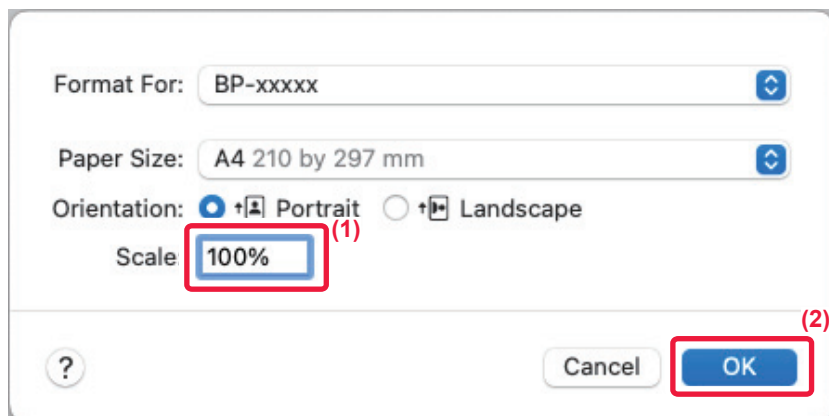 Format For: BP-xxxxx
Paper Size: A4 210 by 297 mm
Orientation: Portrait Landscape
(1)
Scale: 100%
(2)
? Cancel OK